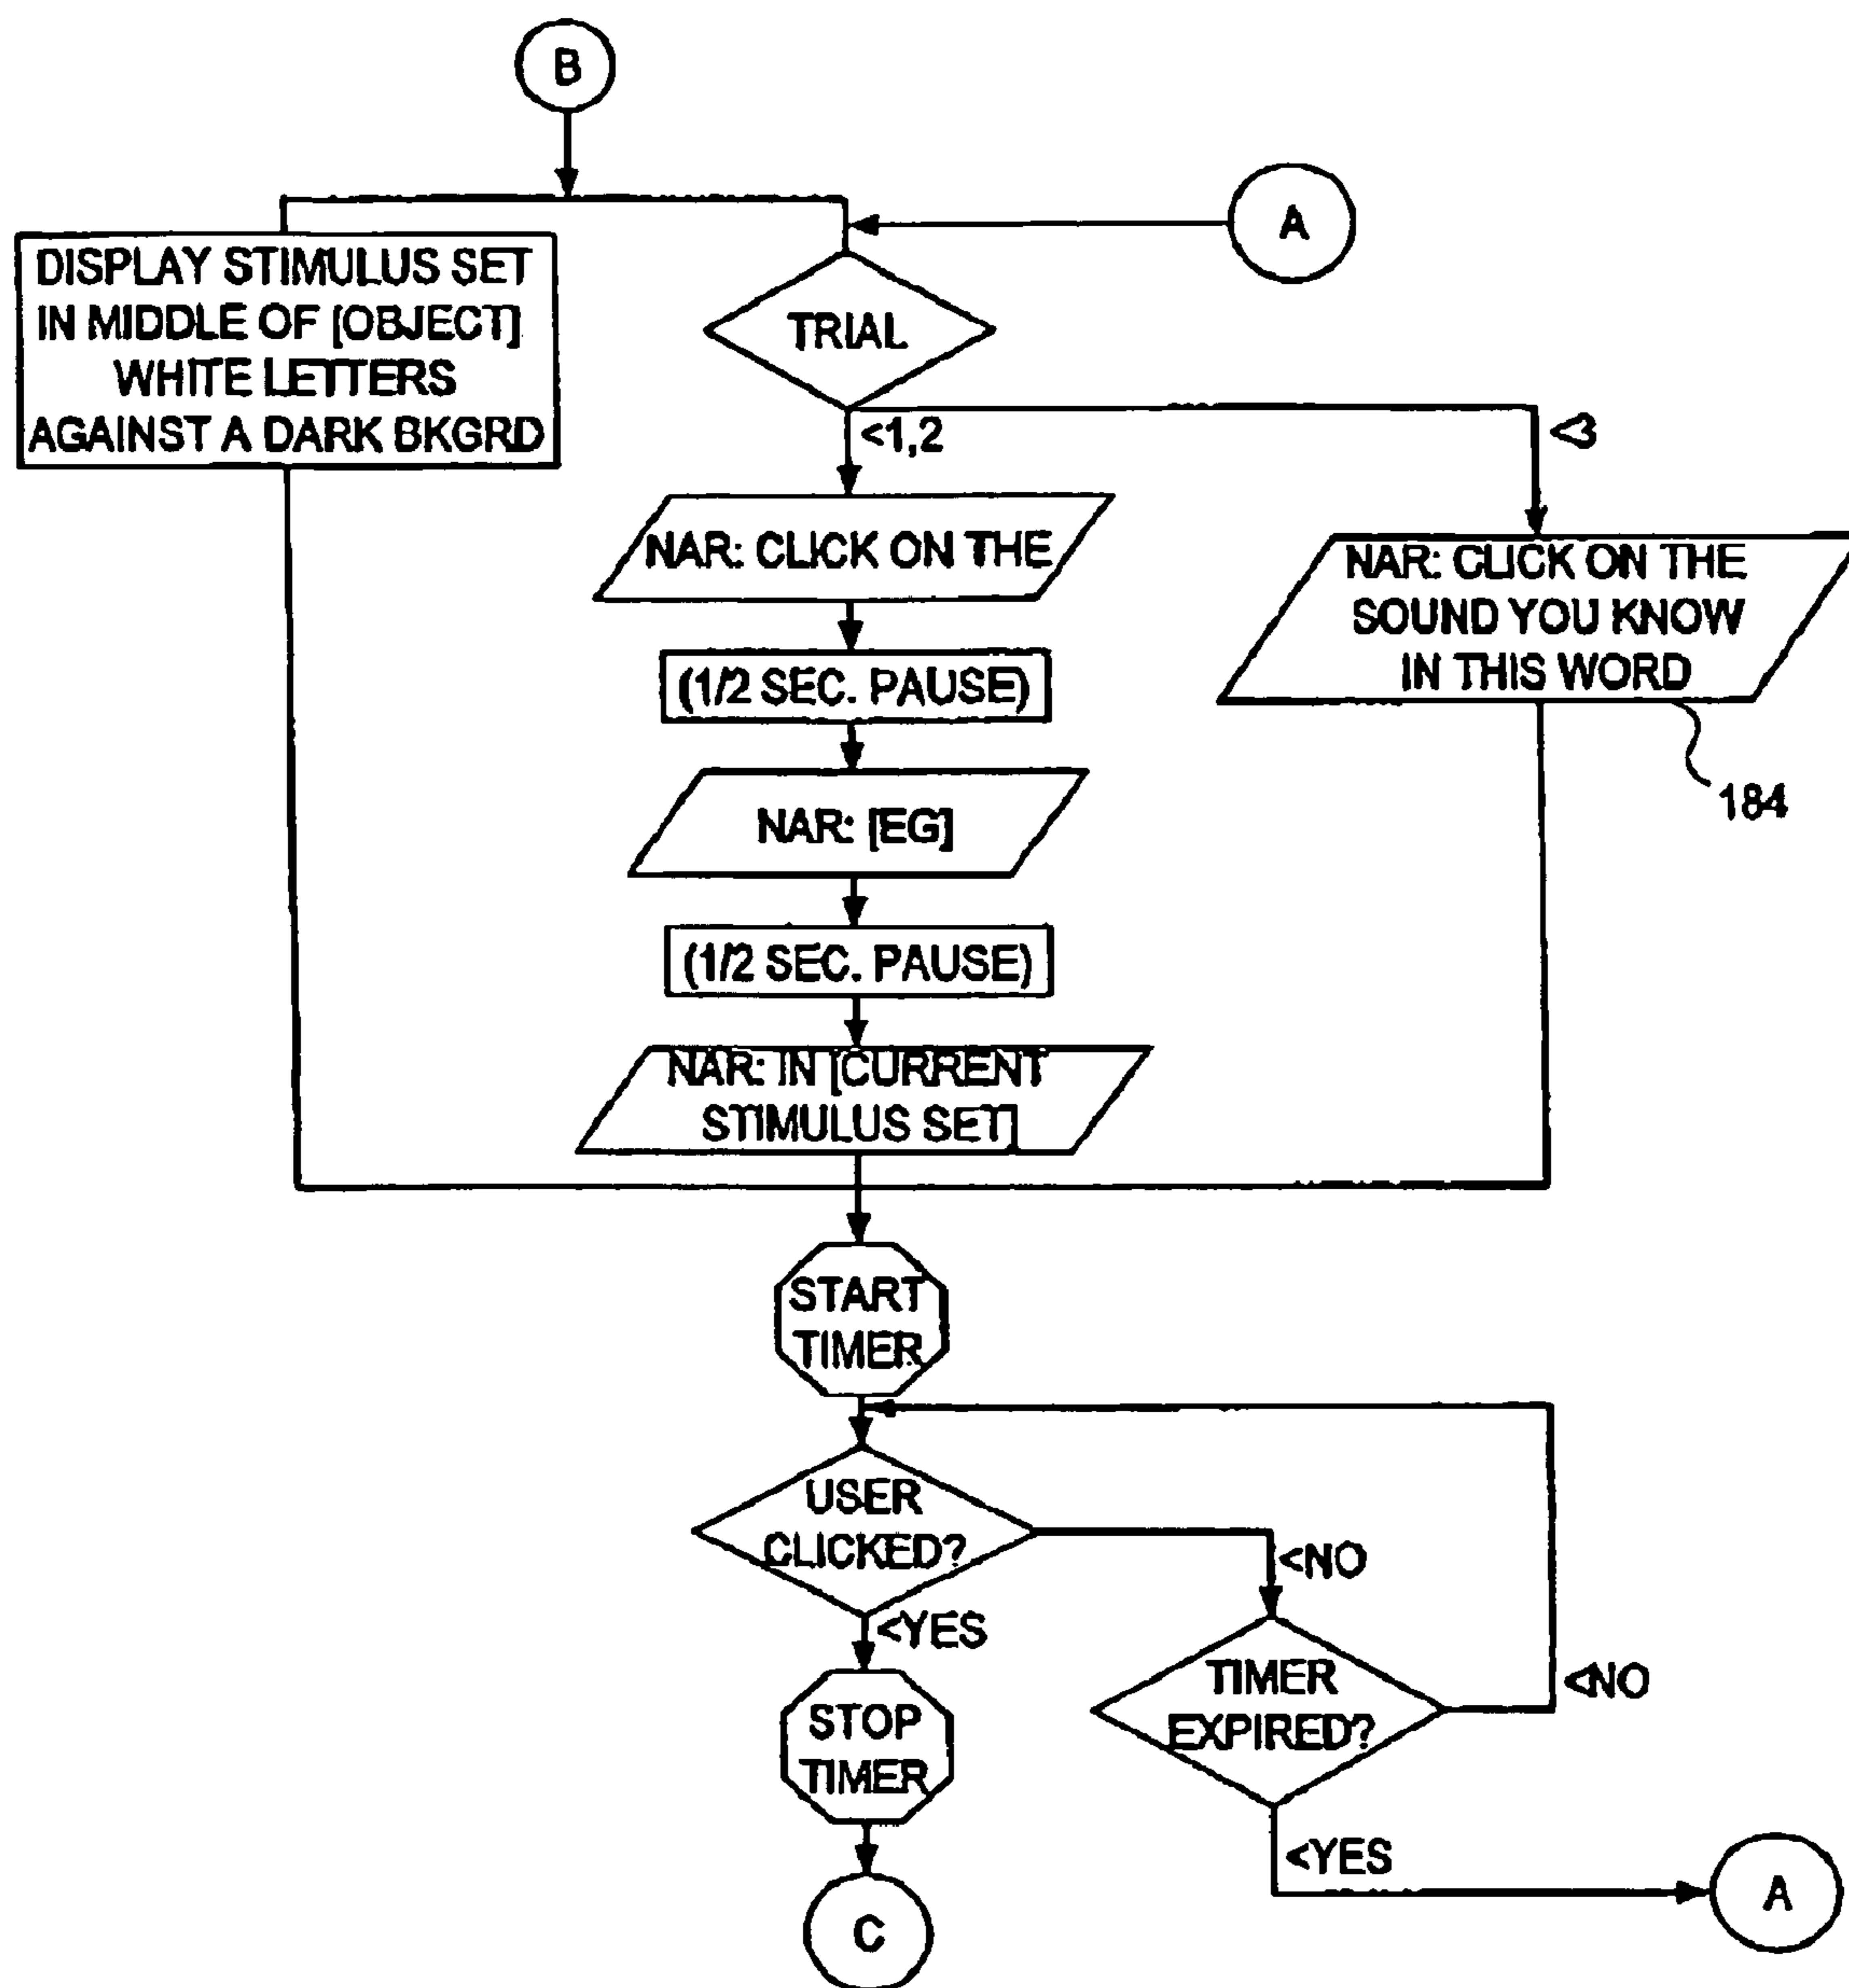 B
A
DISPLAY STIMULUS SET
IN MIDDLE OF [OBJECT]
WHITE LETTERS
AGAINST A DARK BKGRD
TRIAL
<1,2
<3
NAR: CLICK ON THE
NAR: CLICK ON THE
SOUND YOU KNOW
IN THIS WORD
184
(1/2 SEC. PAUSE)
NAR: [EG]
(1/2 SEC. PAUSE)
NAR: IN [CURRENT
STIMULUS SET]
START
TIMER
USER
CLICKED?
<NO
<YES
TIMER
EXPIRED?
<NO
STOP
TIMER
<YES
A
C